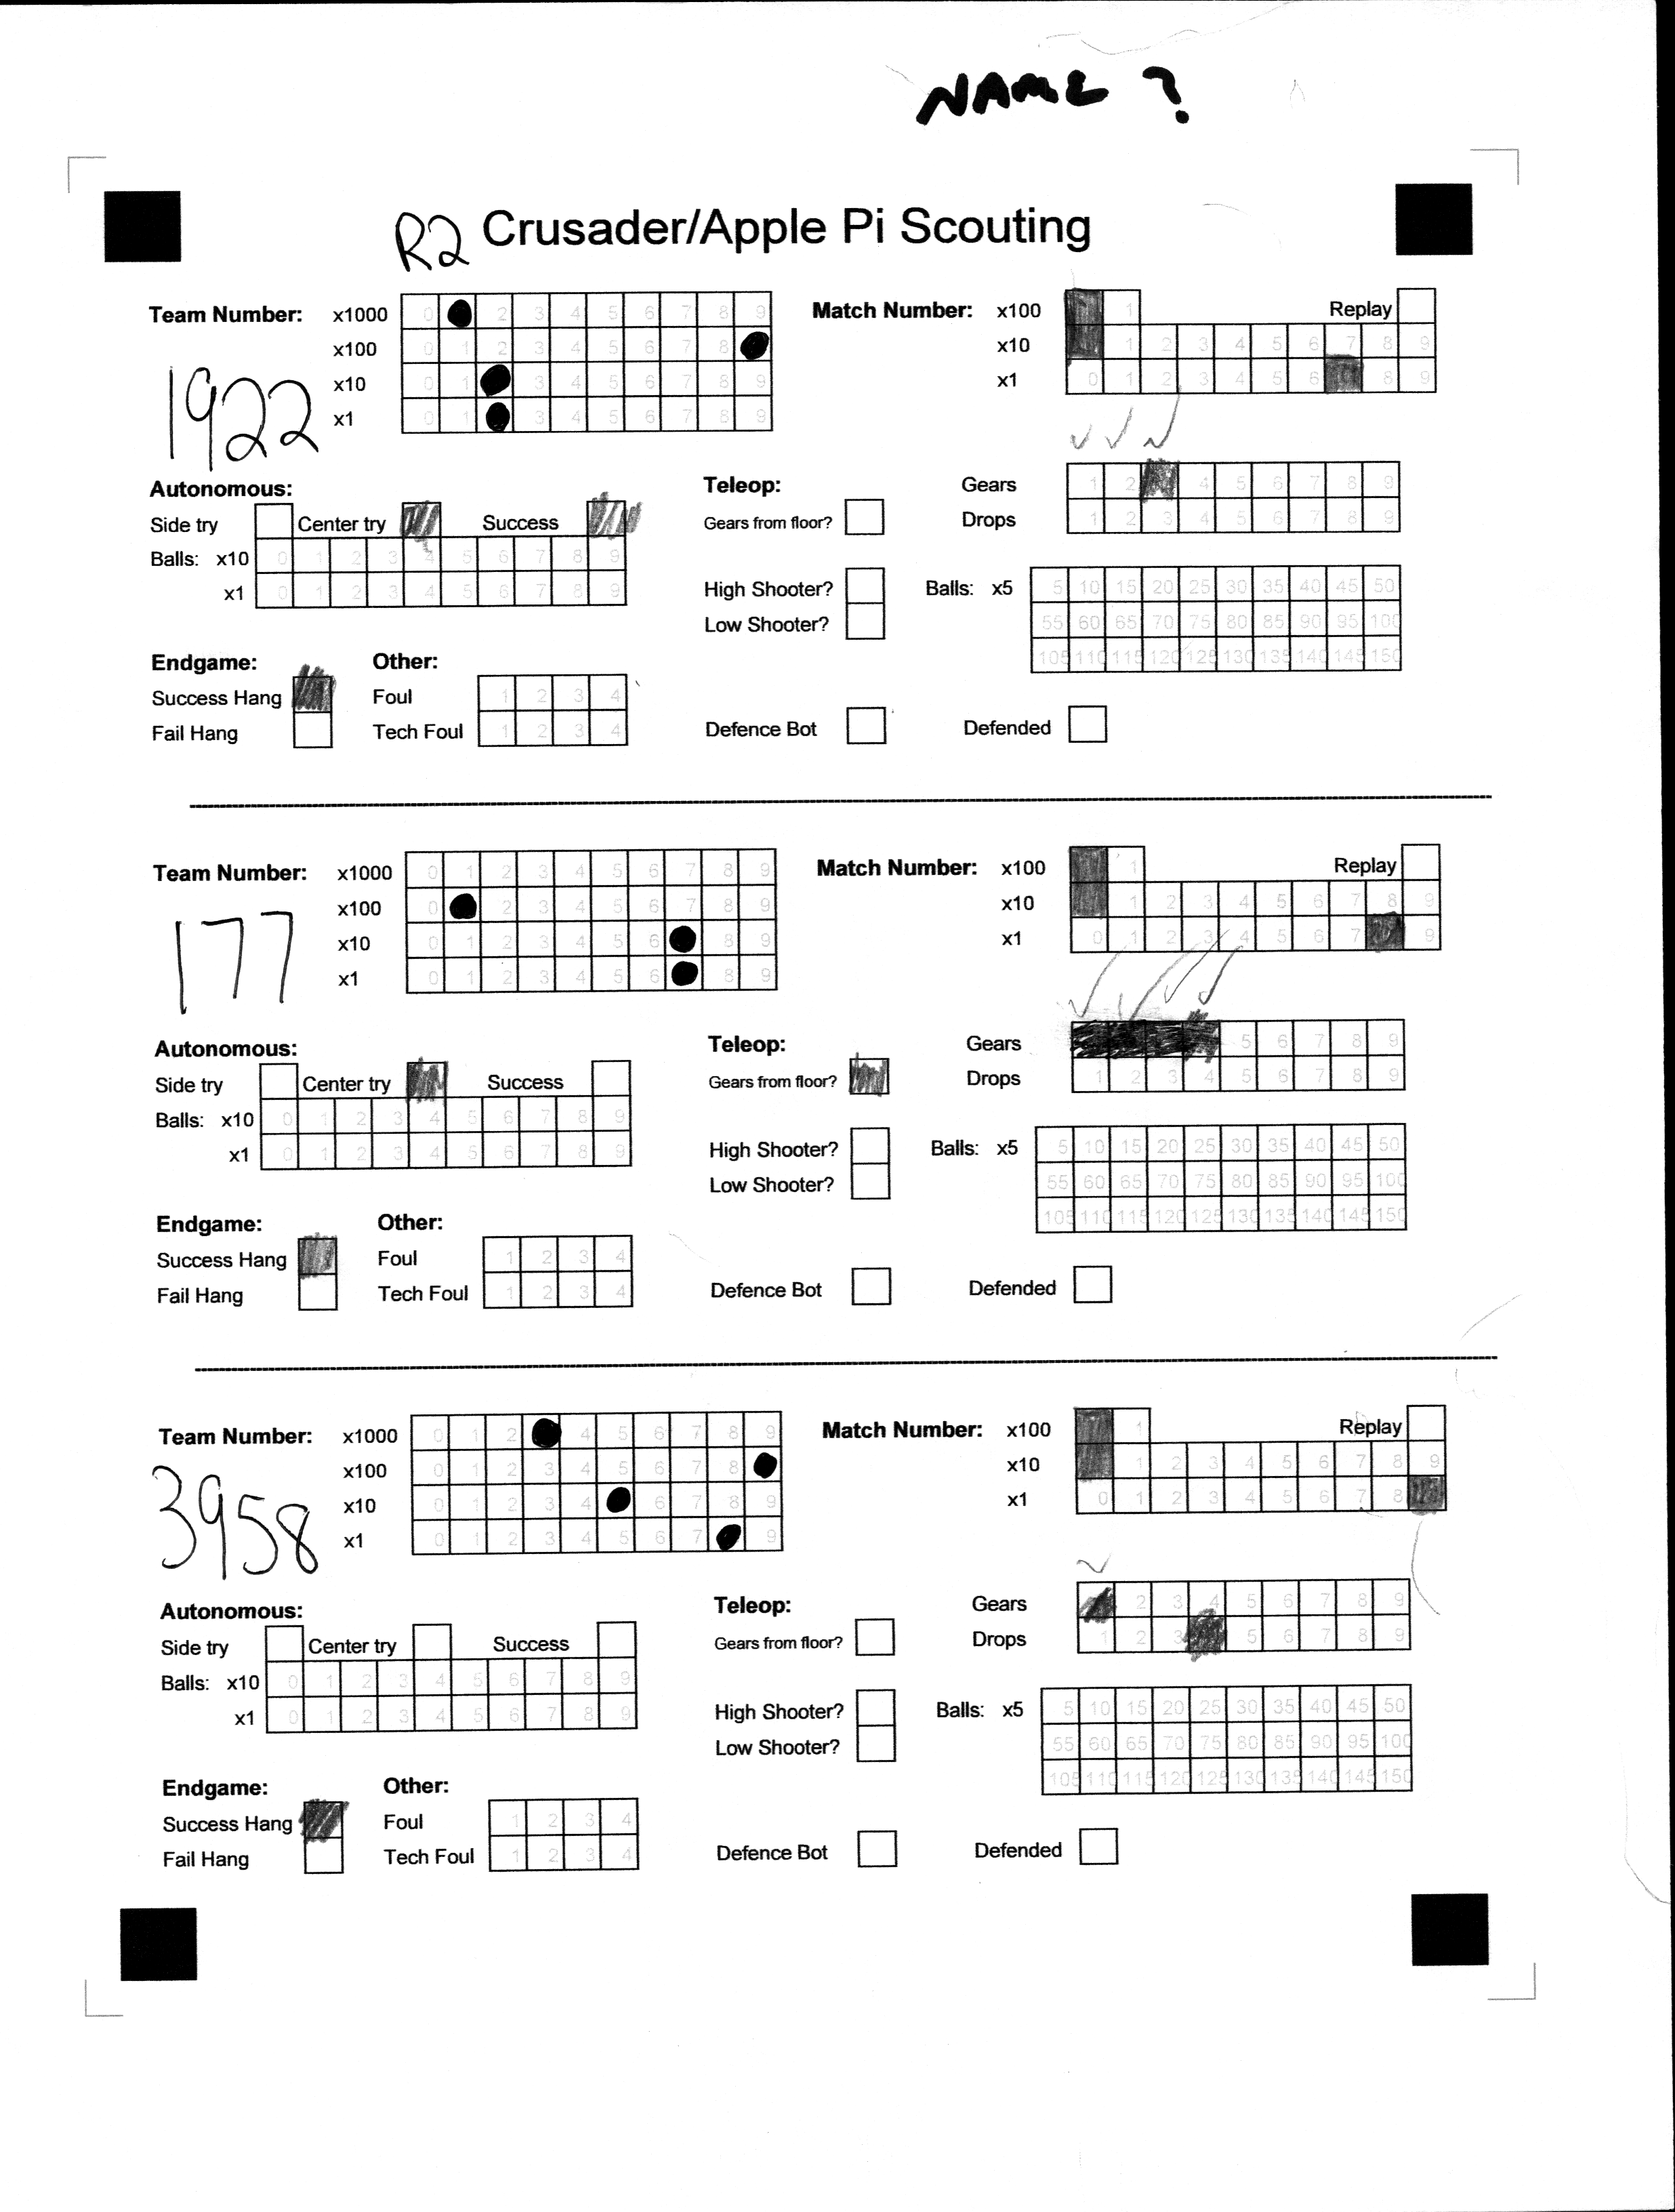 NAME ?
R2 Crusader/Apple Pi Scouting
Team Number: x1000 0 2 3 4 5 6 7 8 9 Match Number: x100 1 Replay
x100 0 1 2 3 4 5 6 7 8 x10 1 2 3 4 5 6 7 8 9
1922 x10 0 1 3 4 5 6 7 8 9 x1 0 1 2 3 4 5 6 8 9
x1 0 1 3 4 5 6 7 8 9
Autonomous: Teleop: Gears 1 2 4 5 6 7 8 9
Side try Center try Success Gears from floor? Drops 1 2 3 4 5 6 7 8 9
Balls: x10 0 1 2 3 4 5 6 7 8 9
x1 0 1 2 3 4 5 6 7 8 9 High Shooter? Balls: x5 5 10 15 20 25 30 35 40 45 50
Low Shooter? 55 60 65 70 75 80 85 90 95 100
105 110 115 120 125 130 135 140 145 150
Endgame: Other:
Success Hang Foul 1 2 3 4
Fail Hang Tech Foul 1 2 3 4 Defence Bot Defended
Team Number: x1000 0 1 2 3 4 5 6 7 8 9 Match Number: x100 1 Replay
x100 0 2 3 4 5 6 7 8 9 x10 1 2 3 4 5 6 7 8 9
177 x10 0 1 2 3 4 5 6 8 9 x1 0 1 2 3 4 5 6 7 9
x1 0 1 2 3 4 5 6 8 9
Autonomous: Teleop: Gears 5 6 7 8 9
Side try Center try Success Gears from floor? Drops 1 2 3 4 5 6 7 8 9
Balls: x10 0 1 2 3 4 5 6 7 8 9
x1 0 1 2 3 4 5 6 7 8 9 High Shooter? Balls: x5 5 10 15 20 25 30 35 40 45 50
Low Shooter? 55 60 65 70 75 80 85 90 95 100
105 110 115 120 125 130 135 140 145 150
Endgame: Other:
Success Hang Foul 1 2 3 4
Fail Hang Tech Foul 1 2 3 4 Defence Bot Defended
Team Number: x1000 0 1 2 4 5 6 7 8 9 Match Number: x100 1 Replay
x100 0 1 2 3 4 5 6 7 8 x10 1 2 3 4 5 6 7 8 9
3958 x10 0 1 2 3 4 6 7 8 9 x1 0 1 2 3 4 5 6 7 8
x1 0 1 2 3 4 5 6 7 9
Autonomous: Teleop: Gears 2 3 4 5 6 7 8 9
Side try Center try Success Gears from floor? Drops 1 2 3 5 6 7 8 9
Balls: x10 0 1 2 3 4 5 6 7 8 9
x1 0 1 2 3 4 5 6 7 8 9 High Shooter? Balls: x5 5 10 15 20 25 30 35 40 45 50
Low Shooter? 55 60 65 70 75 80 85 90 95 100
105 110 115 120 125 130 135 140 145 150
Endgame: Other:
Success Hang Foul 1 2 3 4
Fail Hang Tech Foul 1 2 3 4 Defence Bot Defended